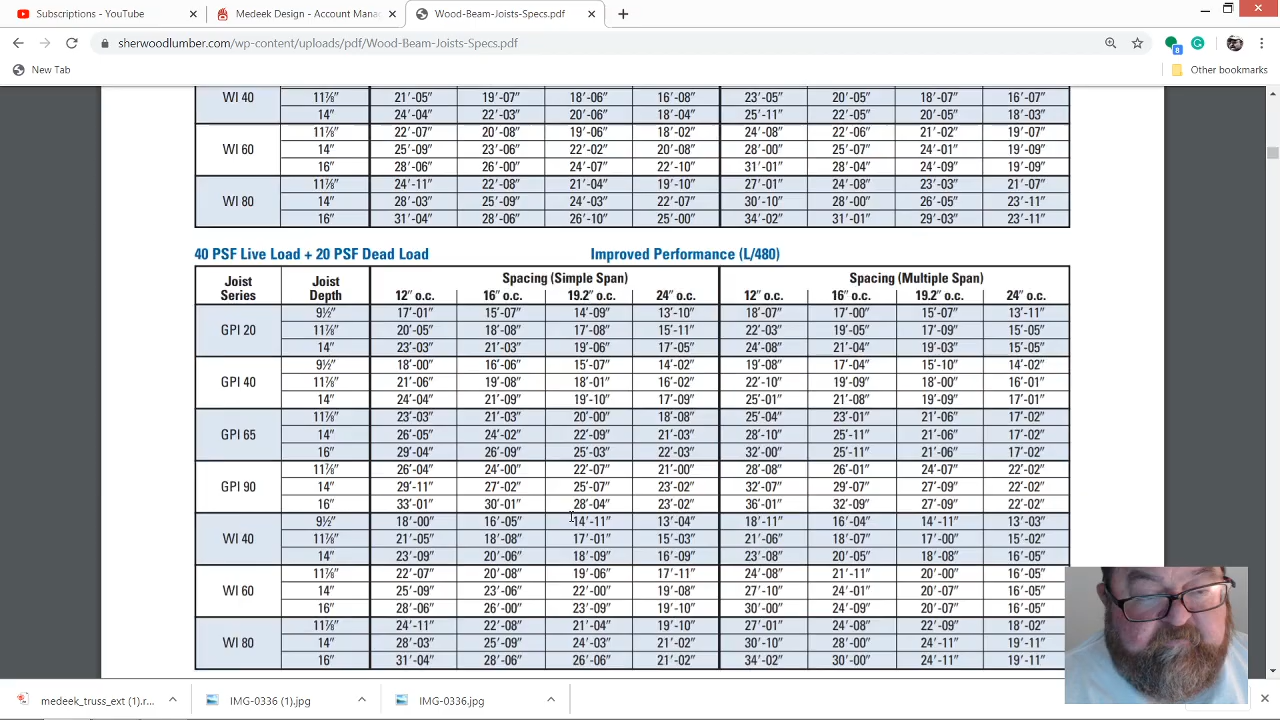 Subscriptions - YouTube
Medeek Design - Account Mana
Wood-Beam-Joists-Specs.pdf
sherwoodlumber.com/wp-content/uploads/pdf/Wood-Beam-Joists-Specs.pdf
8
New Tab
Other bookmarks
WI 40 11⅞" 21'-05" 19'-07" 18'-06" 16'-08" 23'-05" 20'-05" 18'-07" 16'-07"
14" 24'-04" 22'-03" 20'-06" 18'-04" 25'-11" 22'-05" 20'-05" 18'-03"
WI 60 11⅞" 22'-07" 20'-08" 19'-06" 18'-02" 24'-08" 22'-06" 21'-02" 19'-07"
14" 25'-09" 23'-06" 22'-02" 20'-08" 28'-00" 25'-07" 24'-01" 19'-09"
16" 28'-06" 26'-00" 24'-07" 22'-10" 31'-01" 28'-04" 24'-09" 19'-09"
WI 80 11⅞" 24'-11" 22'-08" 21'-04" 19'-10" 27'-01" 24'-08" 23'-03" 21'-07"
14" 28'-03" 25'-09" 24'-03" 22'-07" 30'-10" 28'-00" 26'-05" 23'-11"
16" 31'-04" 28'-06" 26'-10" 25'-00" 34'-02" 31'-01" 29'-03" 23'-11"
40 PSF Live Load + 20 PSF Dead Load Improved Performance (L/480)
Joist Series Joist Depth Spacing (Simple Span) Spacing (Multiple Span)
12" o.c. 16" o.c. 19.2" o.c. 24" o.c. 12" o.c. 16" o.c. 19.2" o.c. 24" o.c.
GPI 20 9½" 17'-01" 15'-07" 14'-09" 13'-10" 18'-07" 17'-00" 15'-07" 13'-11"
11⅞" 20'-05" 18'-08" 17'-08" 15'-11" 22'-03" 19'-05" 17'-09" 15'-05"
14" 23'-03" 21'-03" 19'-06" 17'-05" 24'-08" 21'-04" 19'-03" 15'-05"
GPI 40 9½" 18'-00" 16'-06" 15'-07" 14'-02" 19'-08" 17'-04" 15'-10" 14'-02"
11⅞" 21'-06" 19'-08" 18'-01" 16'-02" 22'-10" 19'-09" 18'-00" 16'-01"
14" 24'-04" 21'-09" 19'-10" 17'-09" 25'-01" 21'-08" 19'-09" 17'-01"
GPI 65 11⅞" 23'-03" 21'-03" 20'-00" 18'-08" 25'-04" 23'-01" 21'-06" 17'-02"
14" 26'-05" 24'-02" 22'-09" 21'-03" 28'-10" 25'-11" 21'-06" 17'-02"
16" 29'-04" 26'-09" 25'-03" 22'-03" 32'-00" 25'-11" 21'-06" 17'-02"
GPI 90 11⅞" 26'-04" 24'-00" 22'-07" 21'-00" 28'-08" 26'-01" 24'-07" 22'-02"
14" 29'-11" 27'-02" 25'-07" 23'-02" 32'-07" 29'-07" 27'-09" 22'-02"
16" 33'-01" 30'-01" 28'-04" 23'-02" 36'-01" 32'-09" 27'-09" 22'-02"
WI 40 9½" 18'-00" 16'-05" 14'-11" 13'-04" 18'-11" 16'-04" 14'-11" 13'-03"
11⅞" 21'-05" 18'-08" 17'-01" 15'-03" 21'-06" 18'-07" 17'-00" 15'-02"
14" 23'-09" 20'-06" 18'-09" 16'-09" 23'-08" 20'-05" 18'-08" 16'-05"
WI 60 11⅞" 22'-07" 20'-08" 19'-06" 17'-11" 24'-08" 21'-11" 20'-00" 16'-05"
14" 25'-09" 23'-06" 22'-00" 19'-08" 27'-10" 24'-01" 20'-07" 16'-05"
16" 28'-06" 26'-00" 23'-09" 19'-10" 30'-00" 24'-09" 20'-07" 16'-05"
WI 80 11⅞" 24'-11" 22'-08" 21'-04" 19'-10" 27'-01" 24'-08" 22'-09" 18'-02"
14" 28'-03" 25'-09" 24'-03" 21'-02" 30'-10" 28'-00" 24'-11" 19'-11"
16" 31'-04" 28'-06" 26'-06" 21'-02" 34'-02" 30'-00" 24'-11" 19'-11"
medeek_truss_ext (1).r...
IMG-0336 (1).jpg
IMG-0336.jpg